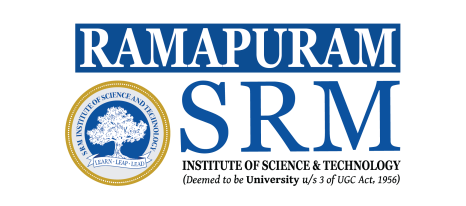 RAMAPURAM
SRM INSTITUTE OF SCIENCE AND TECHNOLOGY
LEARN - LEAP - LEAD
SRM
INSTITUTE OF SCIENCE & TECHNOLOGY
(Deemed to be University u/s 3 of UGC Act, 1956)